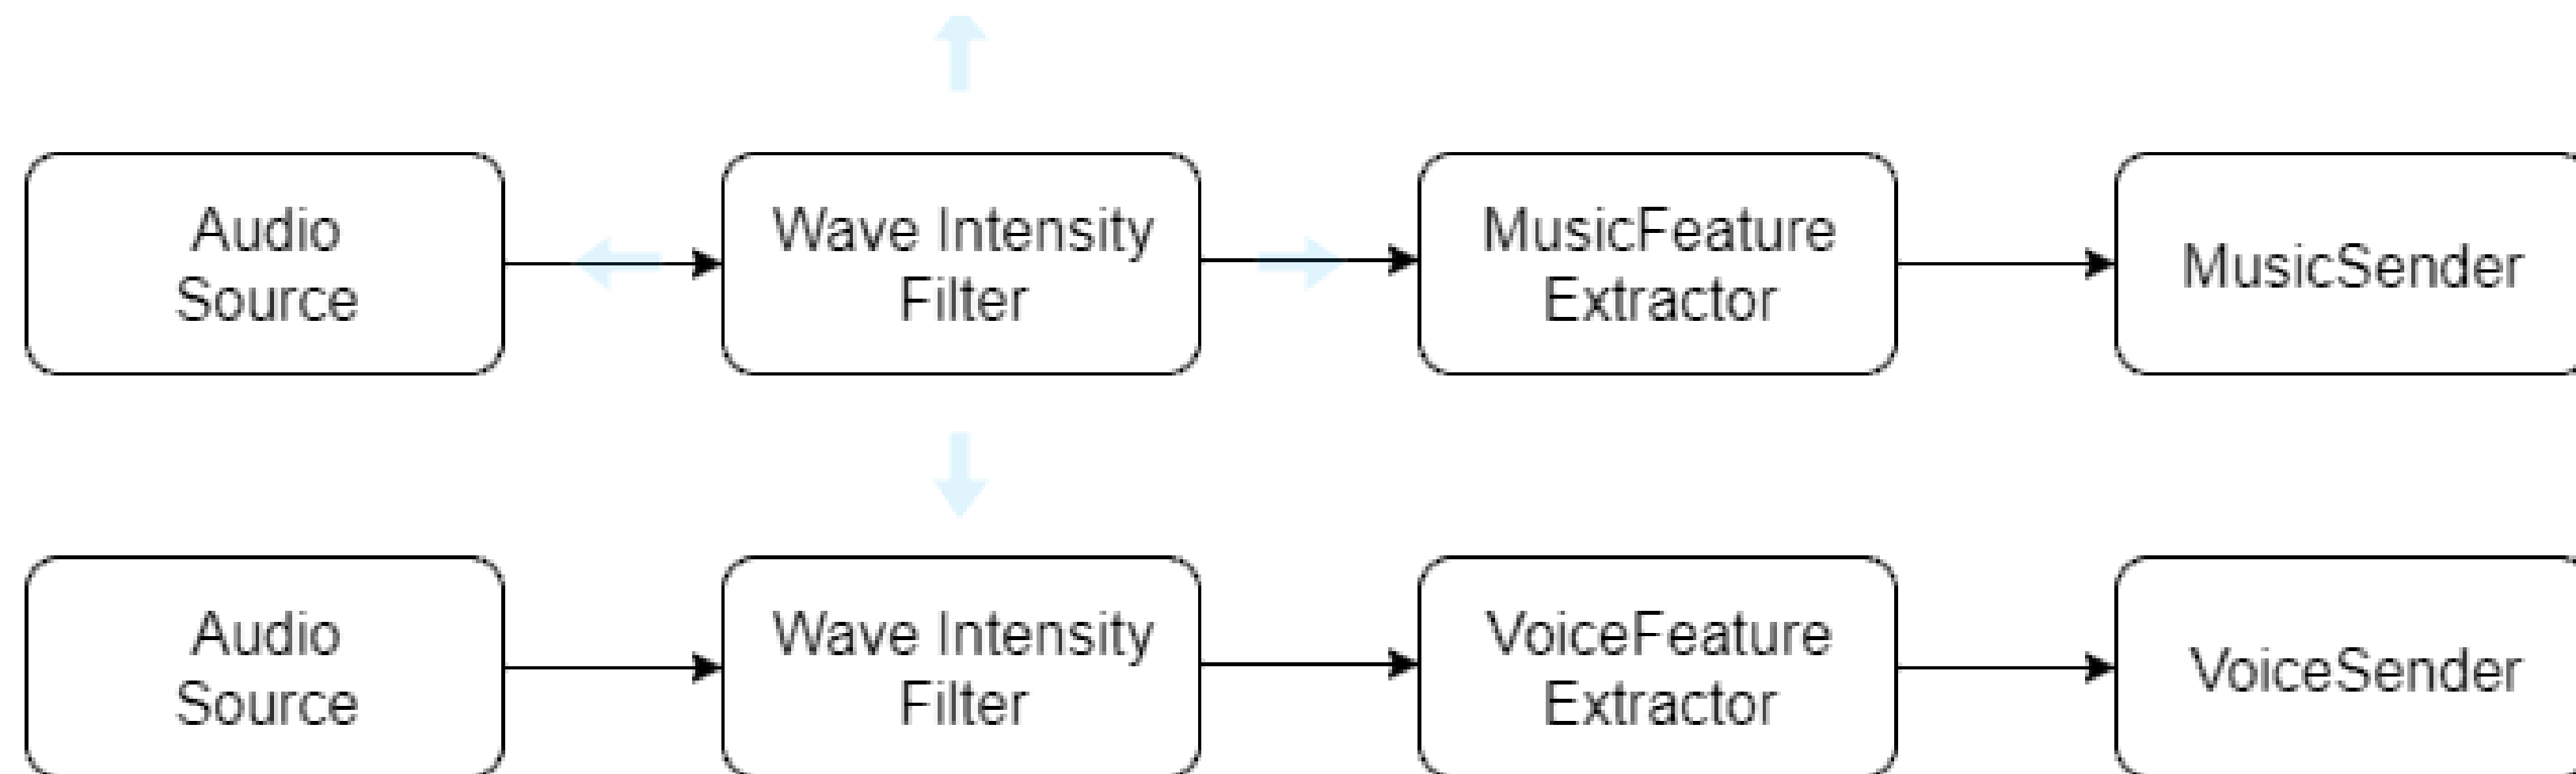 Audio
Source
Wave Intensity
Filter
MusicFeature
Extractor
MusicSender
Audio
Source
Wave Intensity
Filter
VoiceFeature
Extractor
VoiceSender